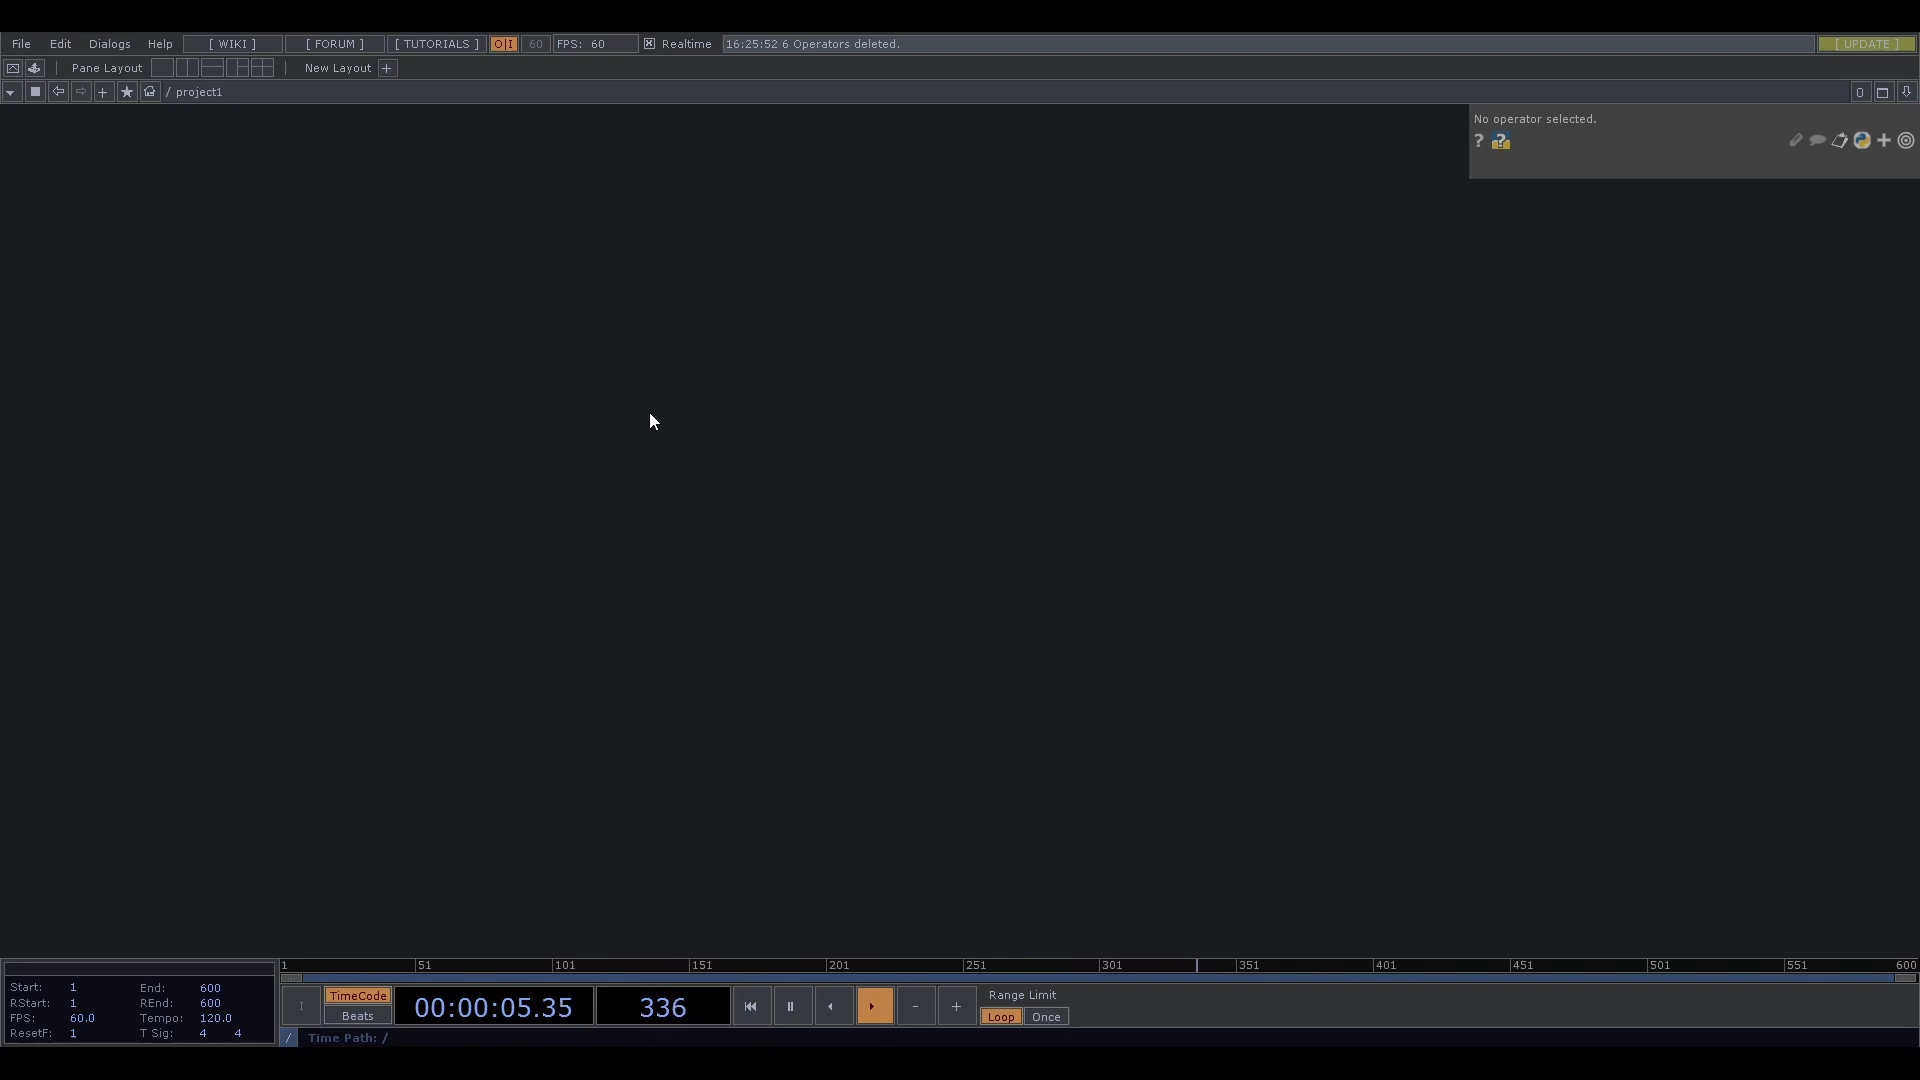 File Edit Dialogs Help [ WIKI ] [ FORUM ] [ TUTORIALS ] O|I 60 FPS: 60 Realtime 16:25:52 6 Operators deleted. [ UPDATE ]
Pane Layout New Layout +
/ project1 0
No operator selected.
1 51 101 151 201 251 301 351 401 451 501 551 600
Start: 1 End: 600
RStart: 1 REnd: 600
FPS: 60.0 Tempo: 120.0
ResetF: 1 T Sig: 4 4
I TimeCode 00:00:05.35 336 - + Range Limit
Beats Loop Once
/ Time Path: /